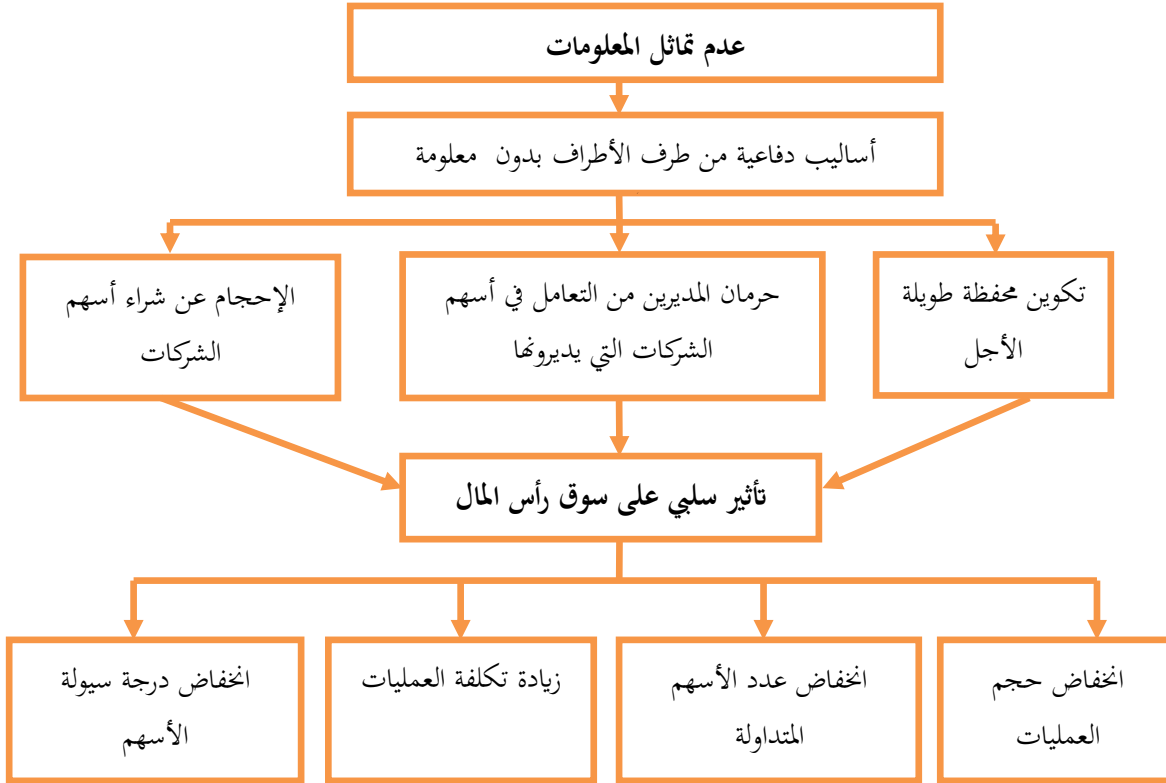 عدم تماثل المعلومات
أساليب دفاعية من طرف الأطراف بدون معلومة
تكوين محفظة طويلة
الأجل
حرمان المديرين من التعامل في أسهم
الشركات التي يديرونها
الإحجام عن شراء أسهم
الشركات
تأثير سلبي على سوق رأس المال
انخفاض حجم
العمليات
انخفاض عدد الأسهم
المتداولة
زيادة تكلفة العمليات
انخفاض درجة سيولة
الأسهم